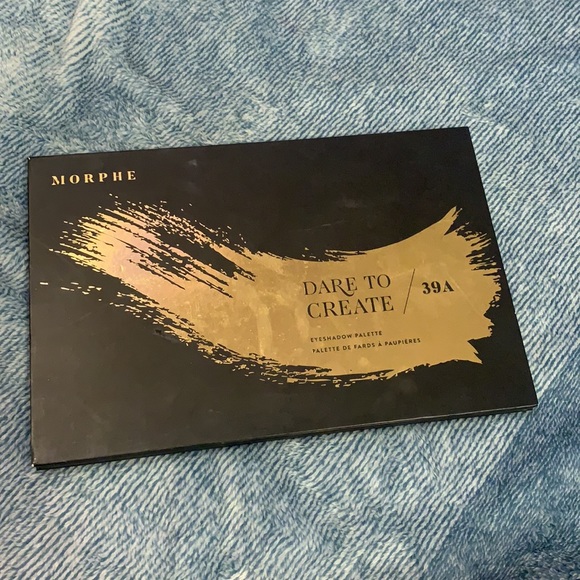 MORPHE
DARE TO
CREATE / 39A
EYESHADOW PALETTE
PALETTE DE FARDS À PAUPIÈRES